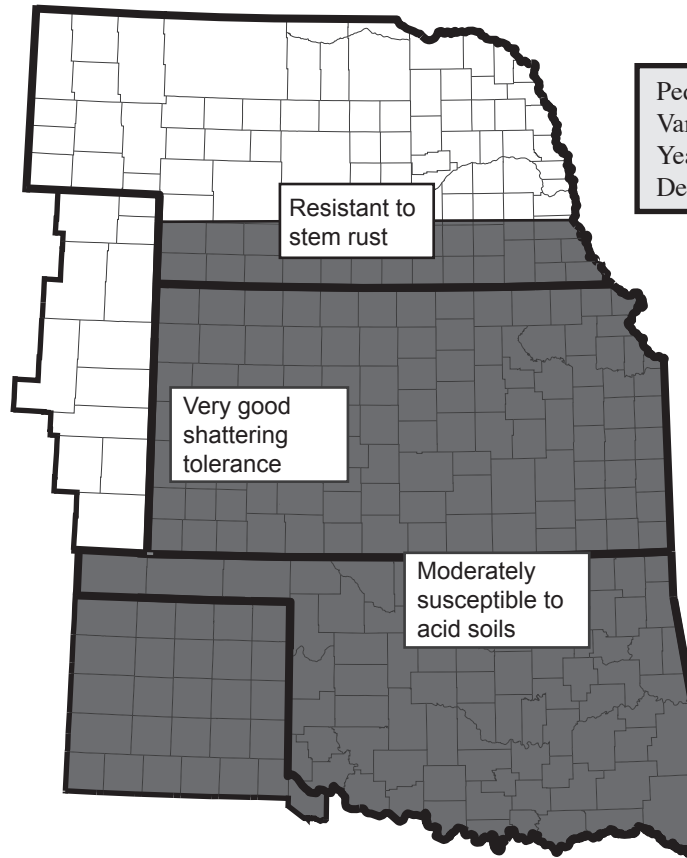 Resistant to
stem rust
Very good
shattering
tolerance
Moderately
susceptible to
acid soils